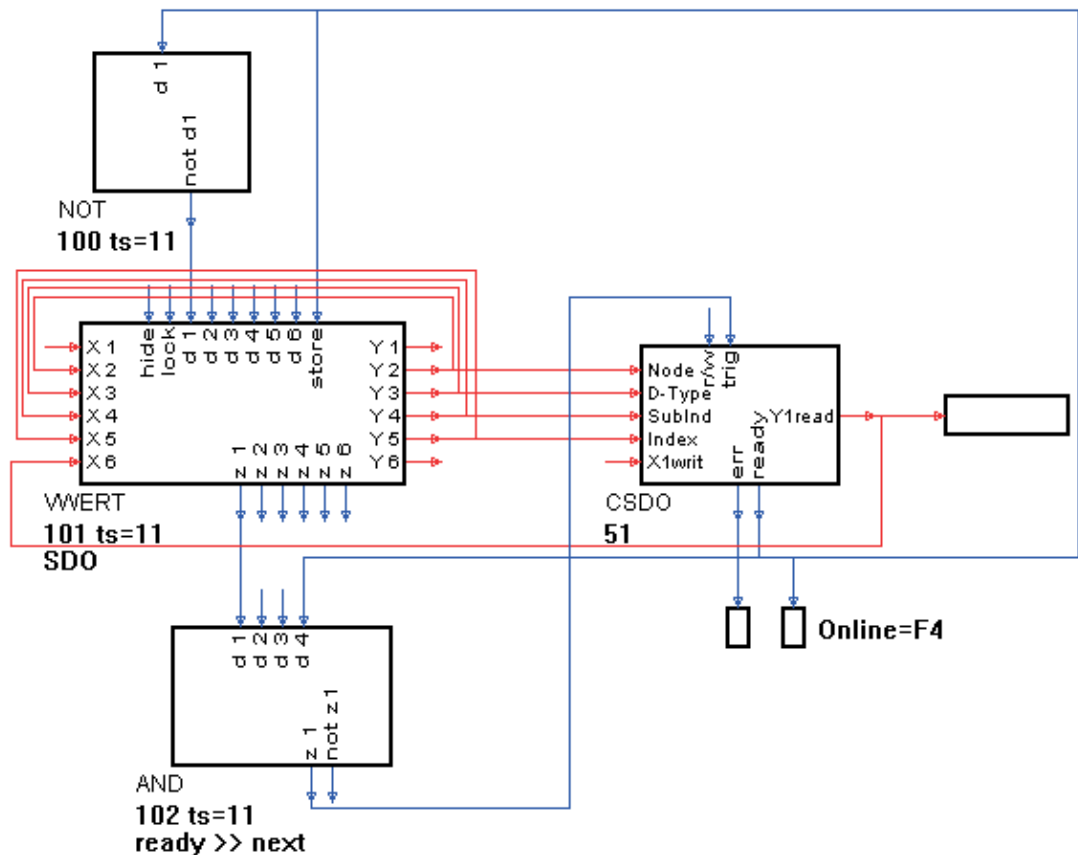 d 1
not d1
NOT
100 ts=11
hide
lock
d 1
d 2
d 3
d 4
d 5
d 6
store
X 1
X 2
X 3
X 4
X 5
X 6
Y 1
Y 2
Y 3
Y 4
Y 5
Y 6
z 1
z 2
z 3
z 4
z 5
z 6
VWERT
101 ts=11
SDO
r/w
trig
Node
D-Type
SubInd
Index
X1writ
Y1read
err
ready
CSDO
51
Online=F4
d 1
d 2
d 3
d 4
z 1
not z 1
AND
102 ts=11
ready >> next